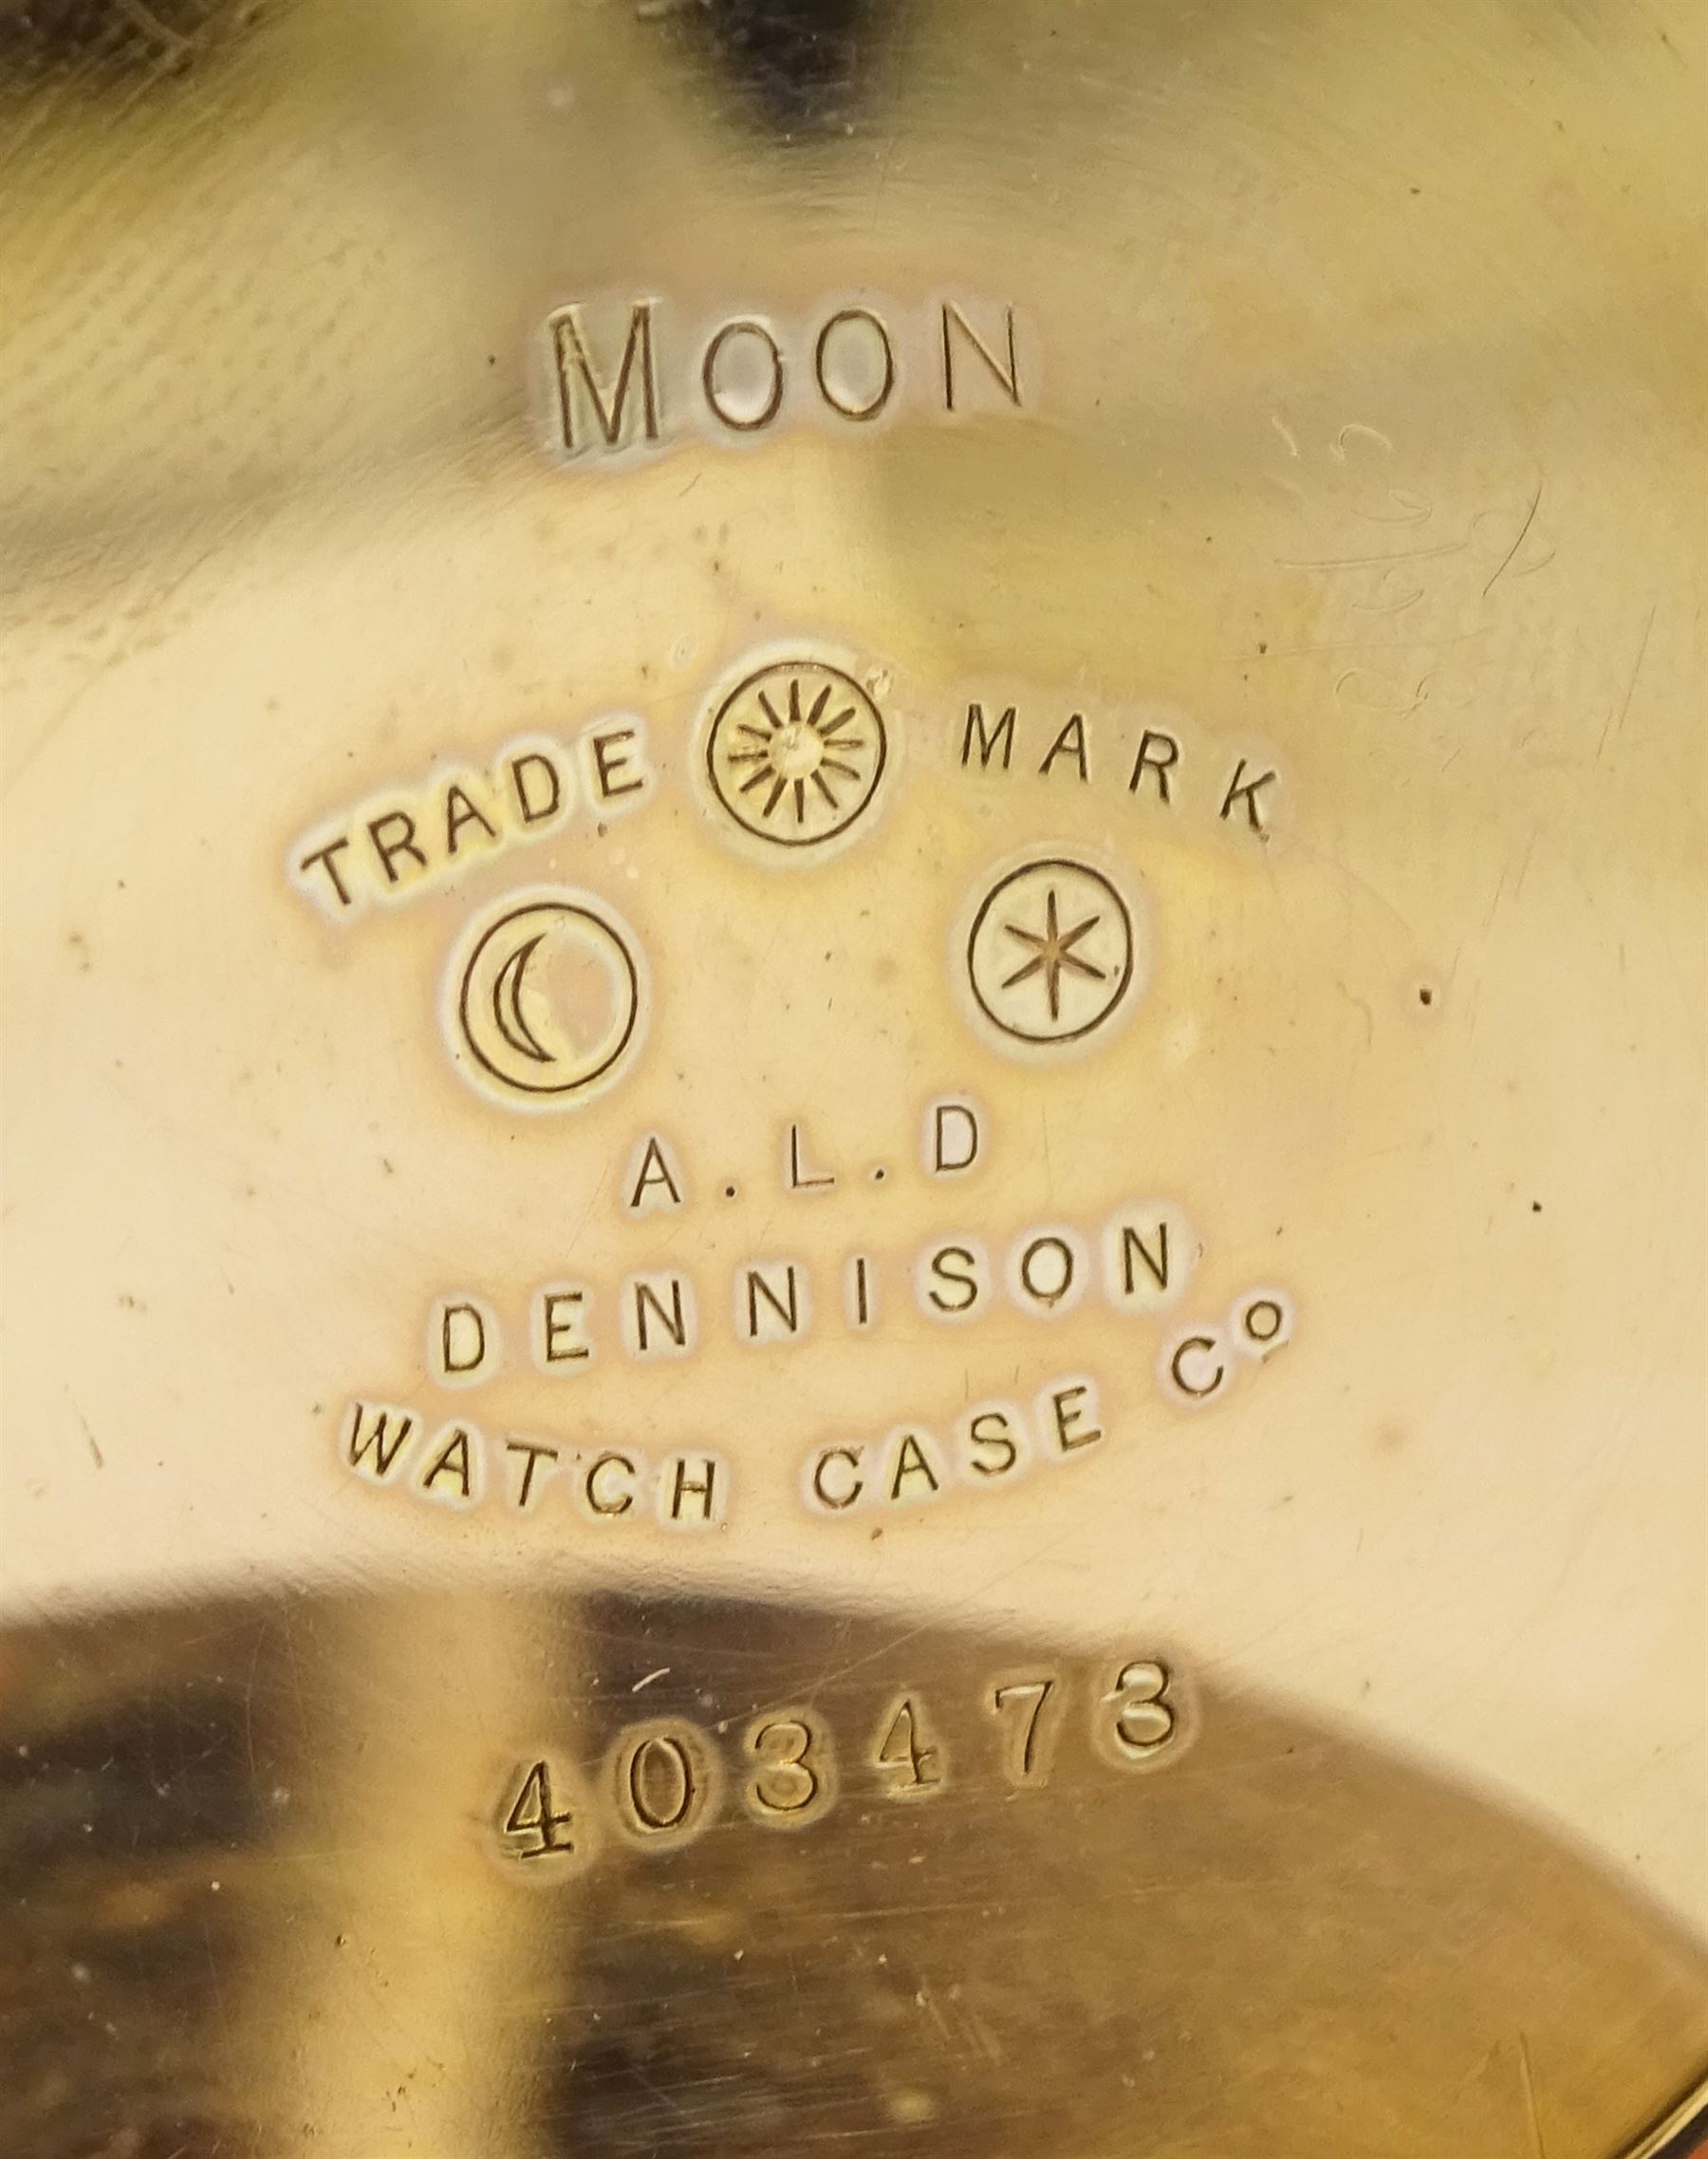 MOON
TRADE MARK
A.L.D
DENNISON
WATCH CASE Co
403473